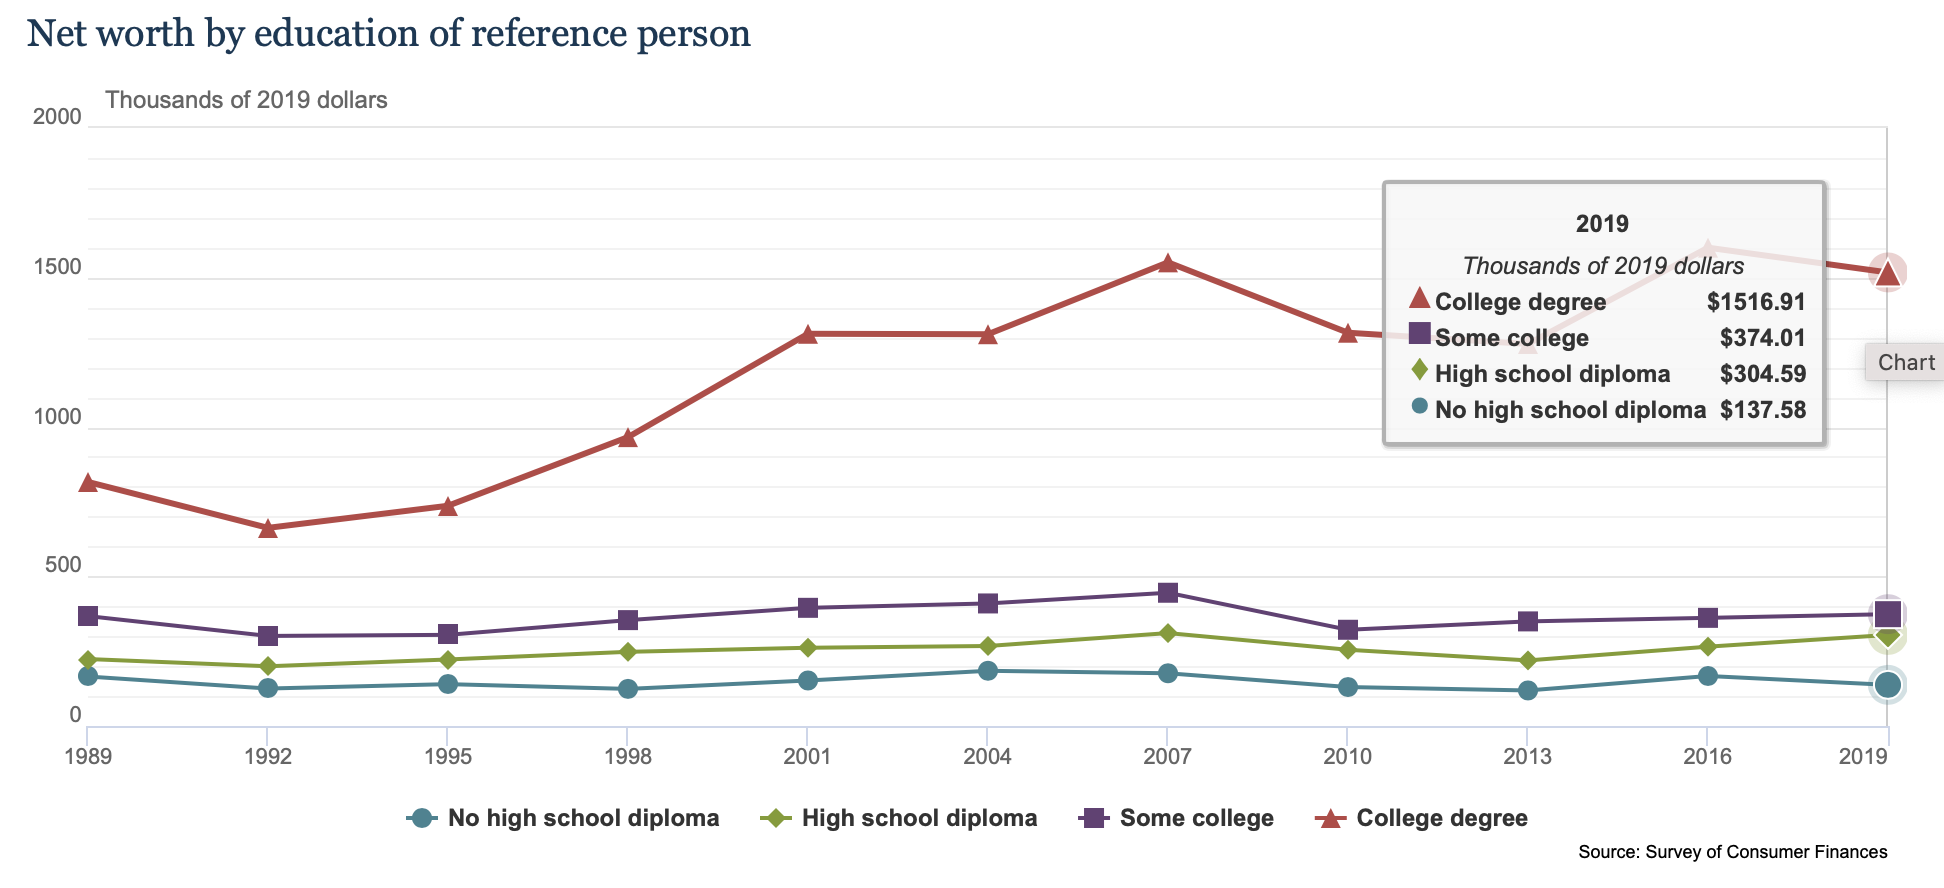 Net worth by education of reference person
Thousands of 2019 dollars
2000
1500
1000
500
0
2019
Thousands of 2019 dollars
College degree $1516.91
Some college $374.01
High school diploma $304.59
No high school diploma $137.58
Chart
1989 1992 1995 1998 2001 2004 2007 2010 2013 2016 2019
No high school diploma High school diploma Some college College degree
Source: Survey of Consumer Finances